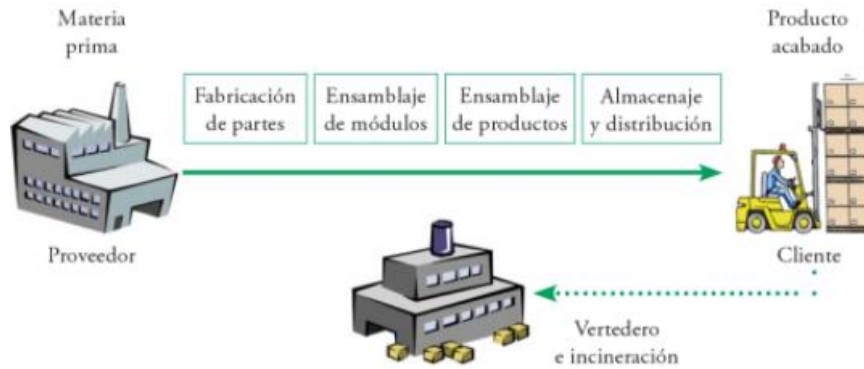 Materia
prima
Producto
acabado
Fabricación
de partes
Ensamblaje
de módulos
Ensamblaje
de productos
Almacenaje
y distribución
Proveedor
Cliente
Vertedero
e incineración